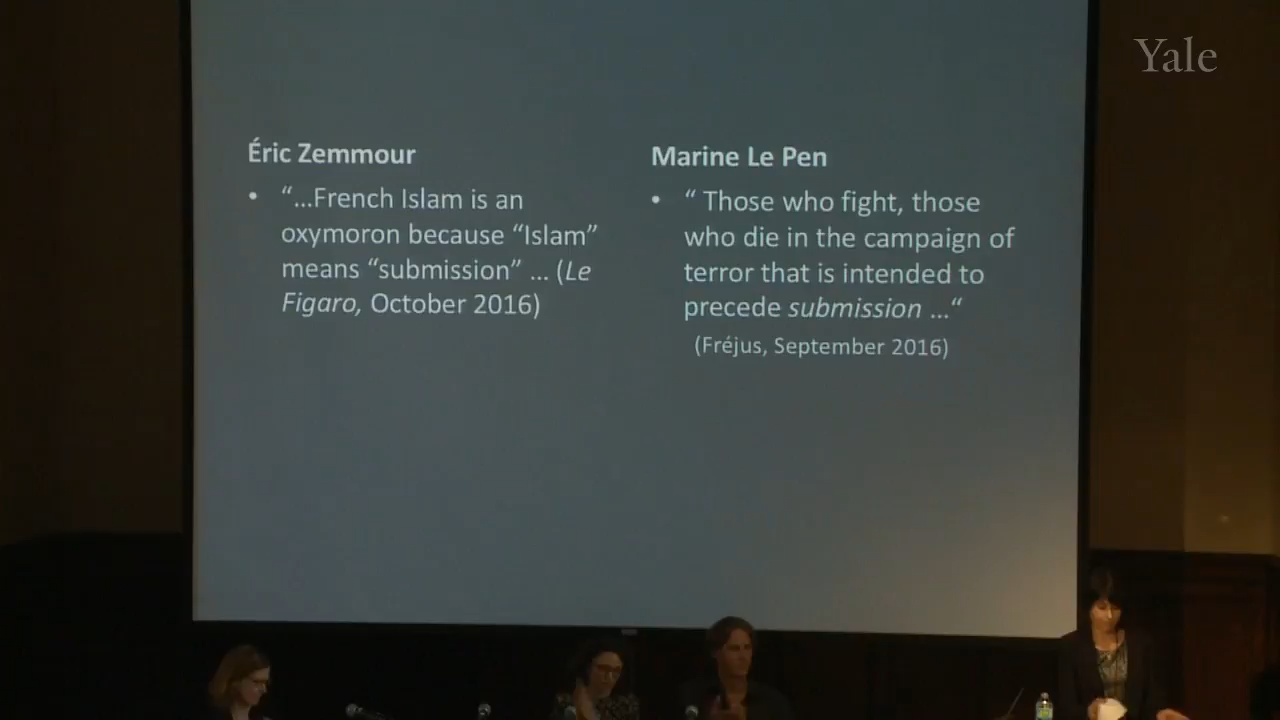 Yale
Éric Zemmour
• “…French Islam is an
oxymoron because “Islam”
means “submission” … (Le
Figaro, October 2016)
Marine Le Pen
• “ Those who fight, those
who die in the campaign of
terror that is intended to
precede submission …“
(Fréjus, September 2016)